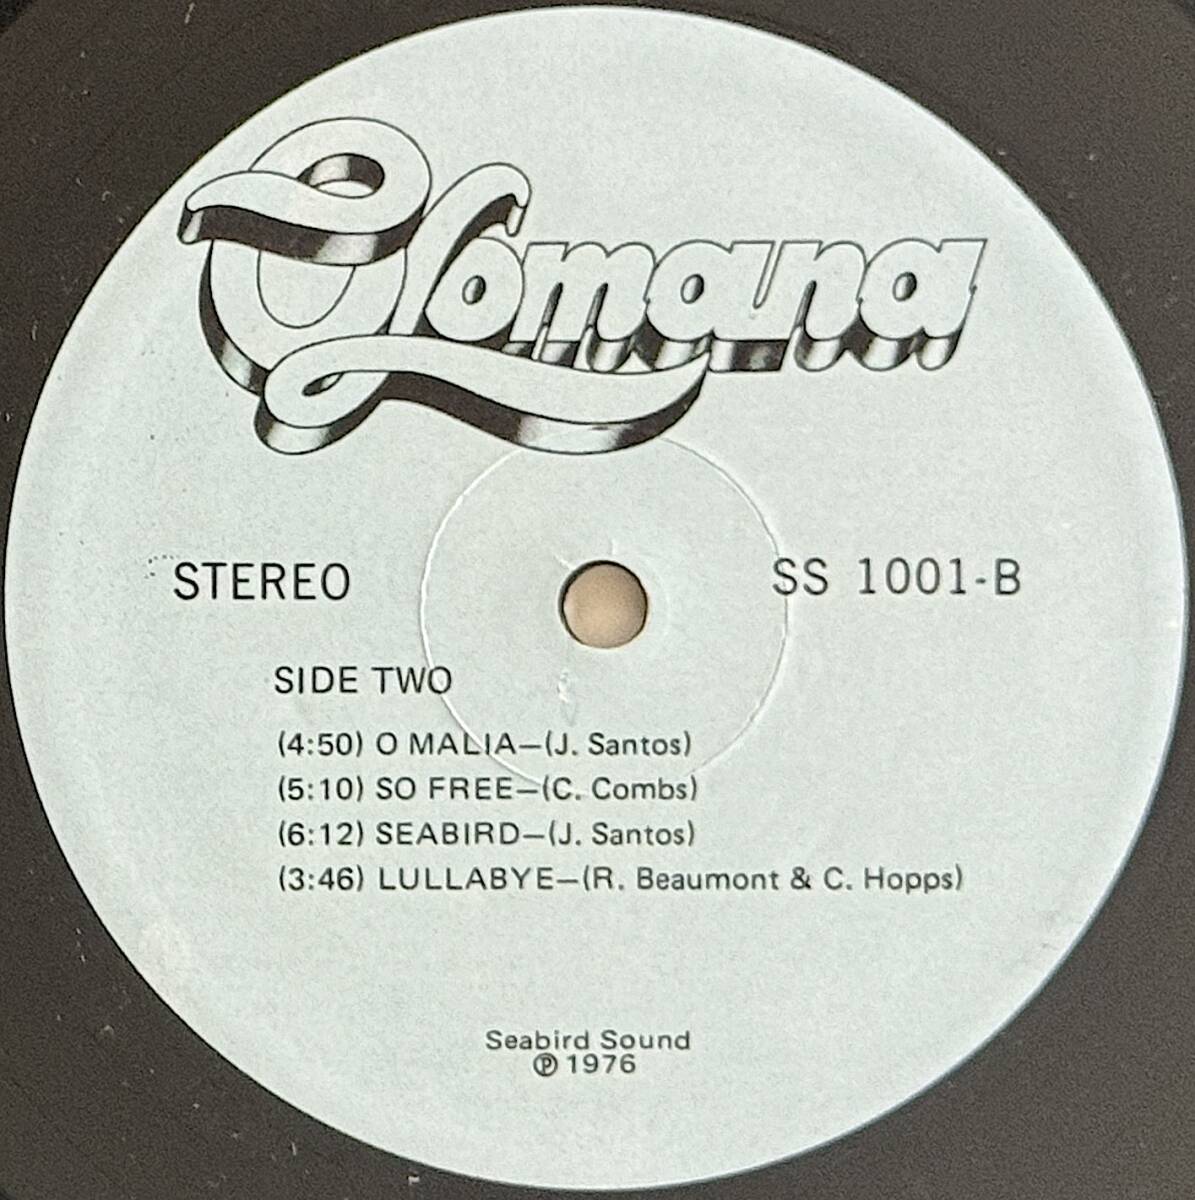 Olomana
STEREO
SS 1001-B
SIDE TWO
(4:50) O MALIA—(J. Santos)
(5:10) SO FREE—(C. Combs)
(6:12) SEABIRD—(J. Santos)
(3:46) LULLABYE—(R. Beaumont & C. Hopps)
Seabird Sound
℗ 1976